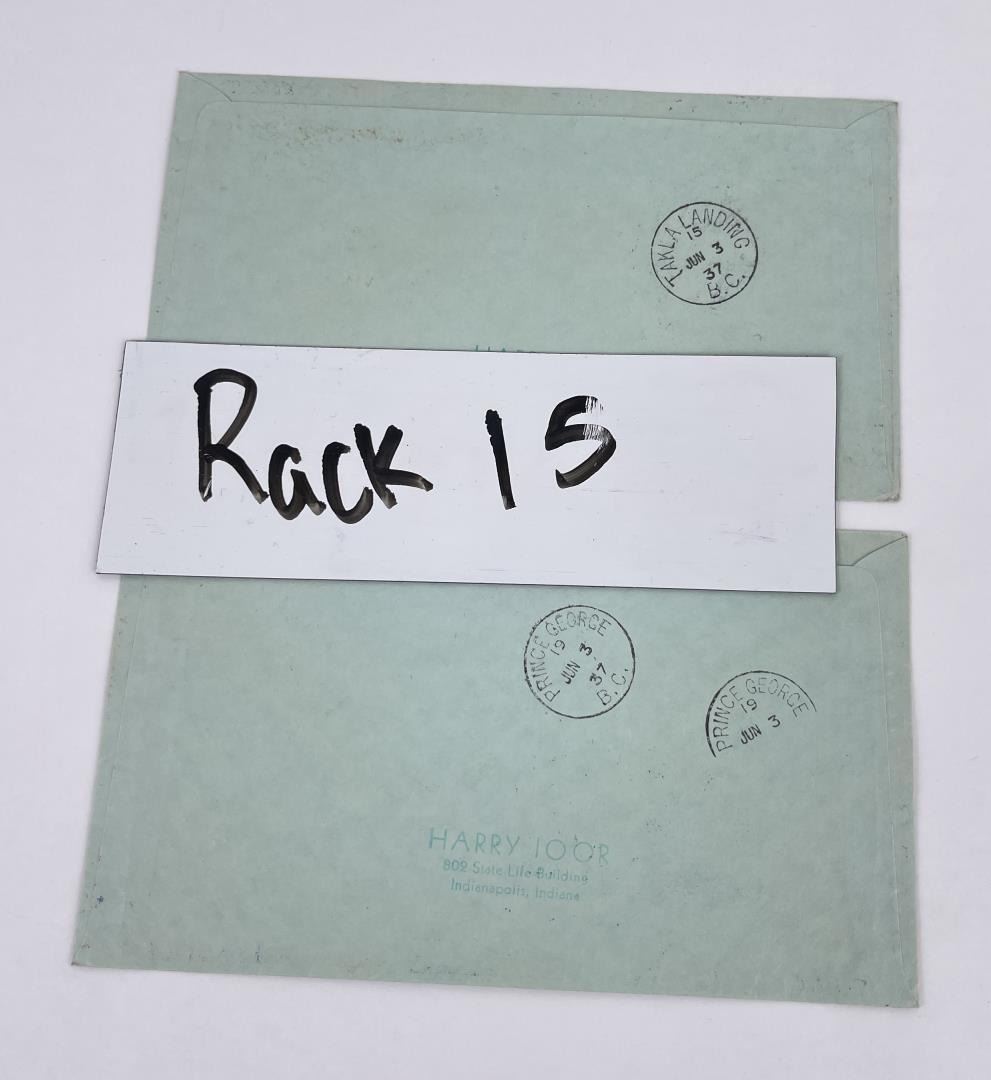 TAKLA LANDING
15
JUN 3
37
B.C.
Rack 15
PRINCE GEORGE
19
JUN 3
37
B.C.
PRINCE GEORGE
19
JUN 3
HARRY IOOR
802 State Life Building
Indianapolis, Indiana